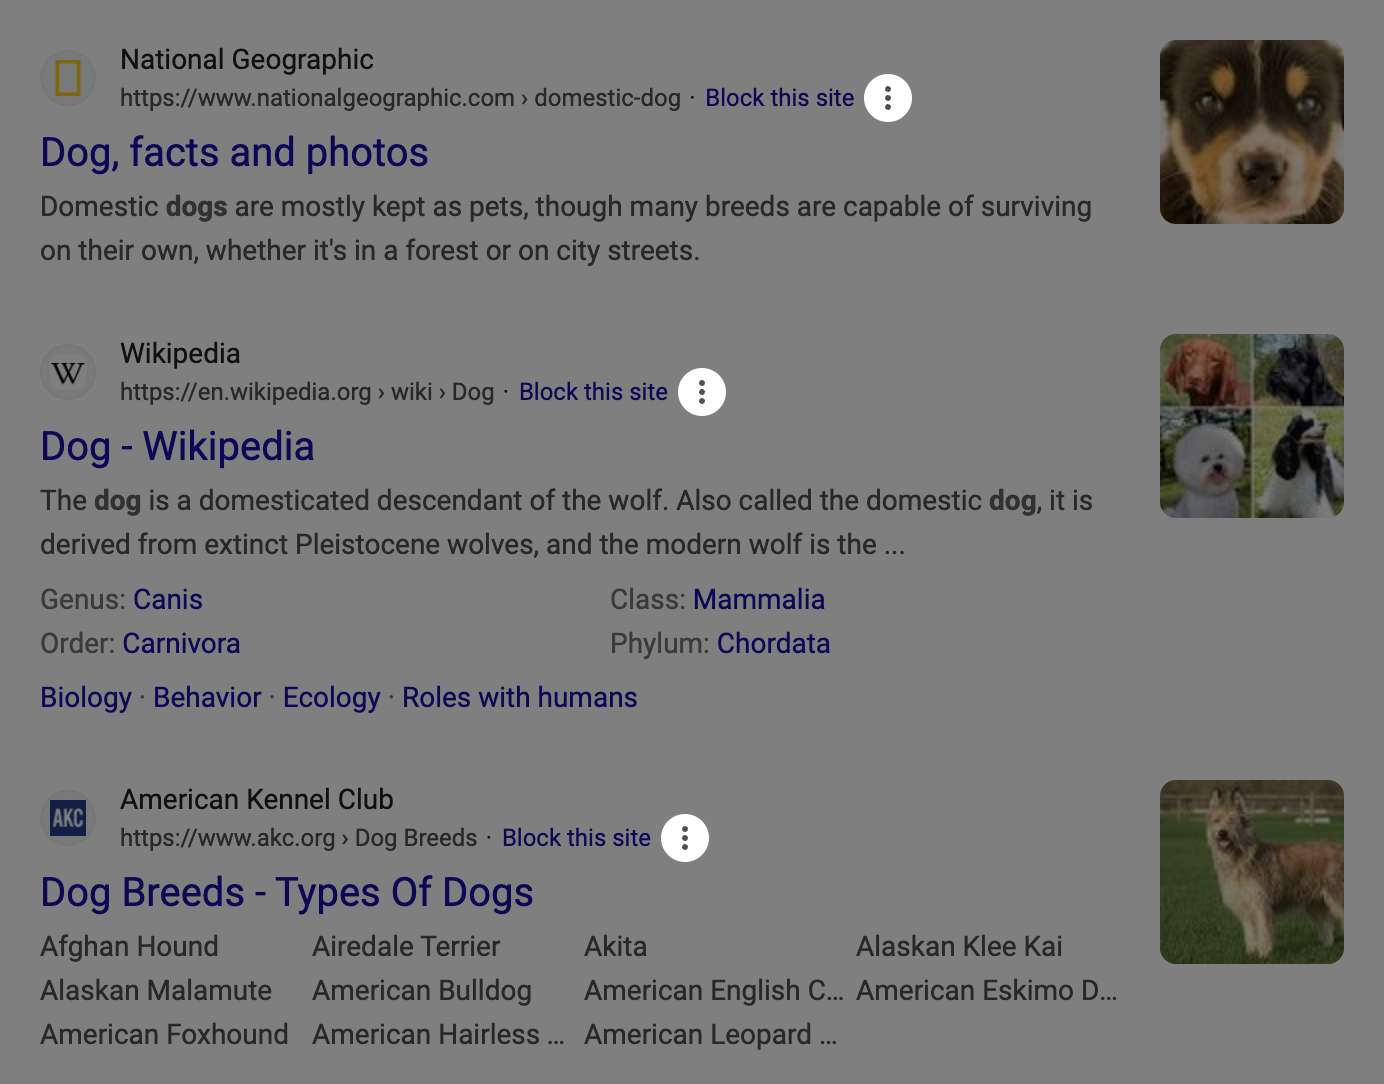 National Geographic
https://www.nationalgeographic.com › domestic-dog · Block this site
Dog, facts and photos
Domestic dogs are mostly kept as pets, though many breeds are capable of surviving
on their own, whether it's in a forest or on city streets.
W
Wikipedia
https://en.wikipedia.org › wiki › Dog · Block this site
Dog - Wikipedia
The dog is a domesticated descendant of the wolf. Also called the domestic dog, it is
derived from extinct Pleistocene wolves, and the modern wolf is the ...
Genus: Canis Class: Mammalia
Order: Carnivora Phylum: Chordata
Biology · Behavior · Ecology · Roles with humans
AKC
American Kennel Club
https://www.akc.org › Dog Breeds · Block this site
Dog Breeds - Types Of Dogs
Afghan Hound Airedale Terrier Akita Alaskan Klee Kai
Alaskan Malamute American Bulldog American English C... American Eskimo D...
American Foxhound American Hairless ... American Leopard ...